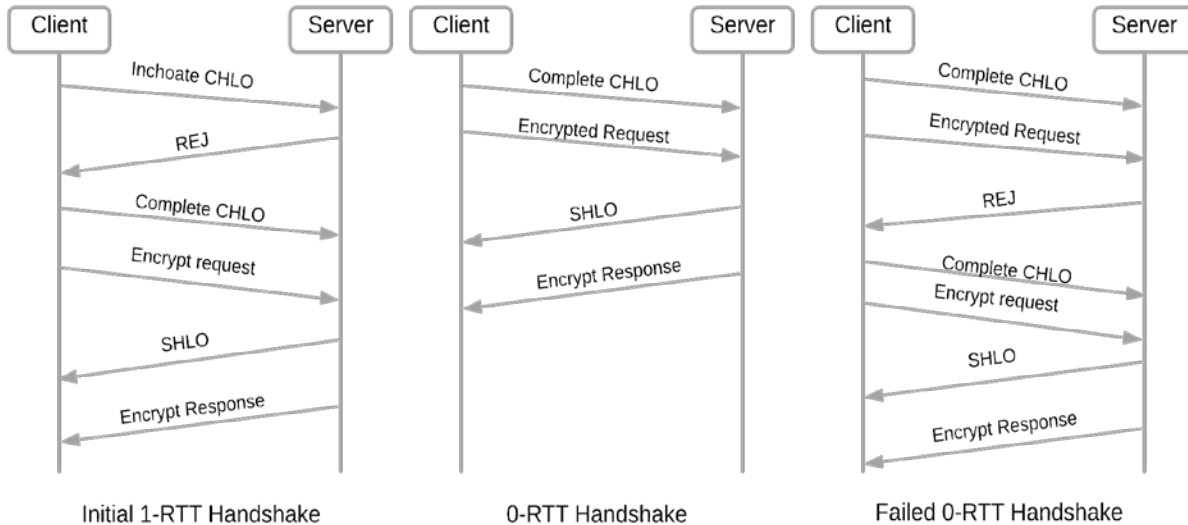 Client
Server
Inchoate CHLO
REJ
Complete CHLO
Encrypt request
SHLO
Encrypt Response
Initial 1-RTT Handshake
Client
Server
Complete CHLO
Encrypted Request
SHLO
Encrypt Response
0-RTT Handshake
Client
Server
Complete CHLO
Encrypted Request
REJ
Complete CHLO
Encrypt request
SHLO
Encrypt Response
Failed 0-RTT Handshake